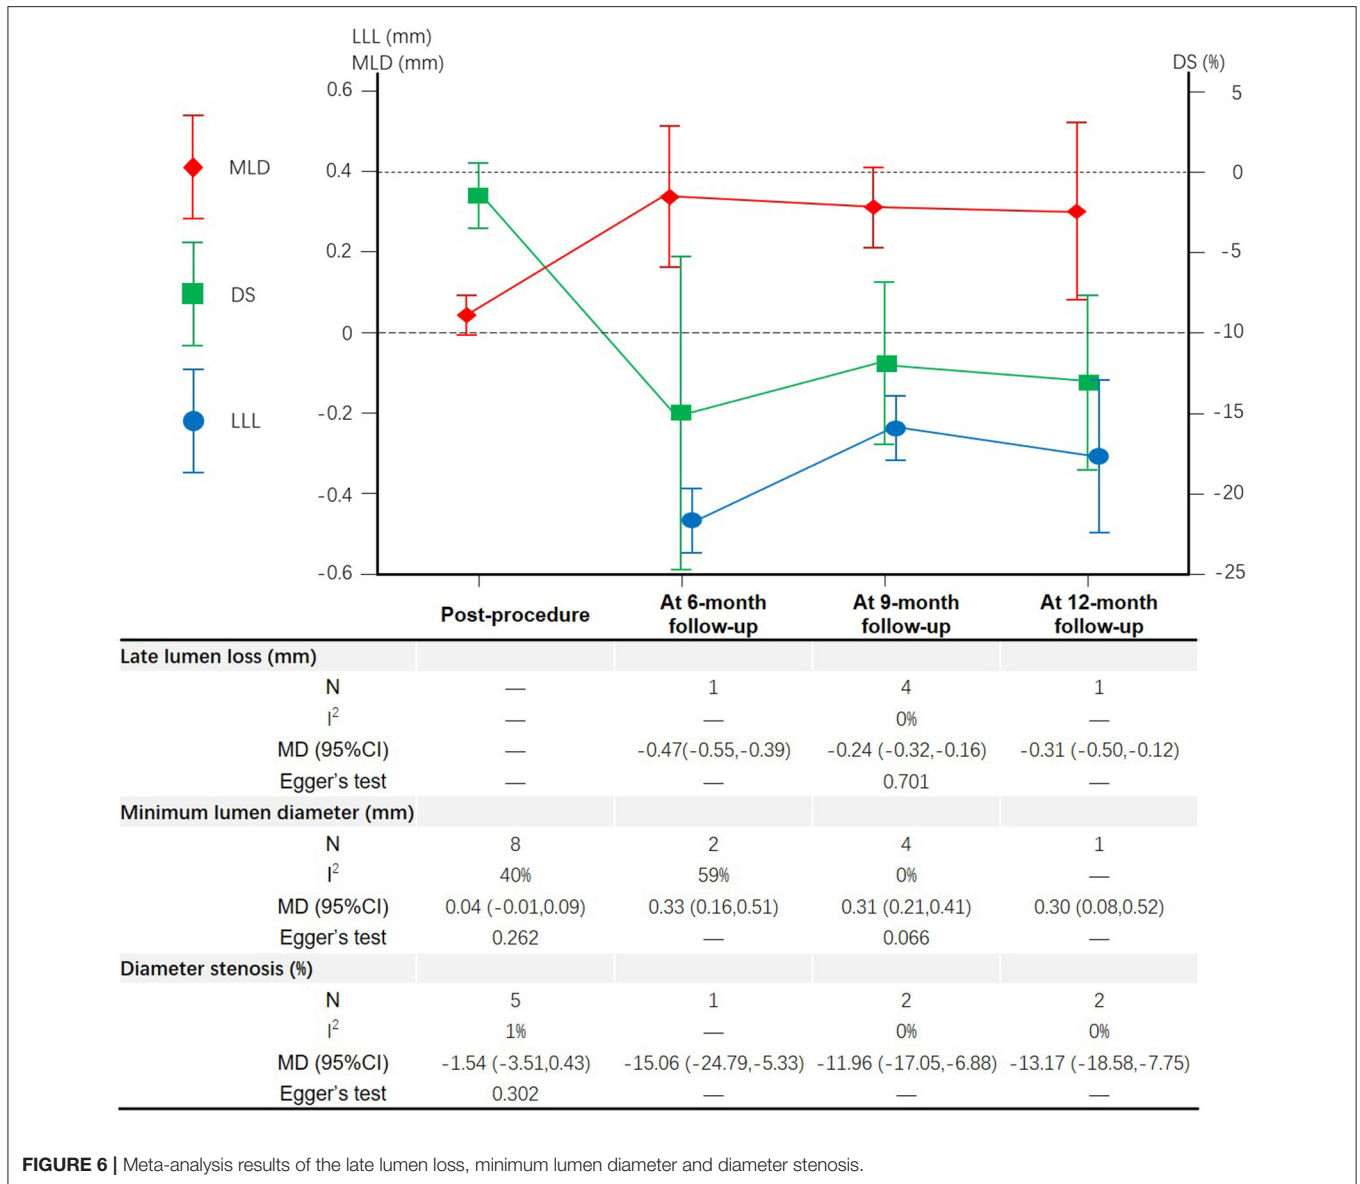 LLL (mm)
MLD (mm)
DS (%)
0.6
0.4
0.2
0
-0.2
-0.4
-0.6
5
0
-5
-10
-15
-20
-25
MLD
DS
LLL
Post-procedure At 6-month follow-up At 9-month follow-up At 12-month follow-up
Late lumen loss (mm)
N — 1 4 1
I² — — 0% —
MD (95%CI) — -0.47(-0.55,-0.39) -0.24 (-0.32,-0.16) -0.31 (-0.50,-0.12)
Egger's test — — 0.701 —
Minimum lumen diameter (mm)
N 8 2 4 1
I² 40% 59% 0% —
MD (95%CI) 0.04 (-0.01,0.09) 0.33 (0.16,0.51) 0.31 (0.21,0.41) 0.30 (0.08,0.52)
Egger's test 0.262 — 0.066 —
Diameter stenosis (%)
N 5 1 2 2
I² 1% — 0% 0%
MD (95%CI) -1.54 (-3.51,0.43) -15.06 (-24.79,-5.33) -11.96 (-17.05,-6.88) -13.17 (-18.58,-7.75)
Egger's test 0.302 — — —
FIGURE 6 | Meta-analysis results of the late lumen loss, minimum lumen diameter and diameter stenosis.